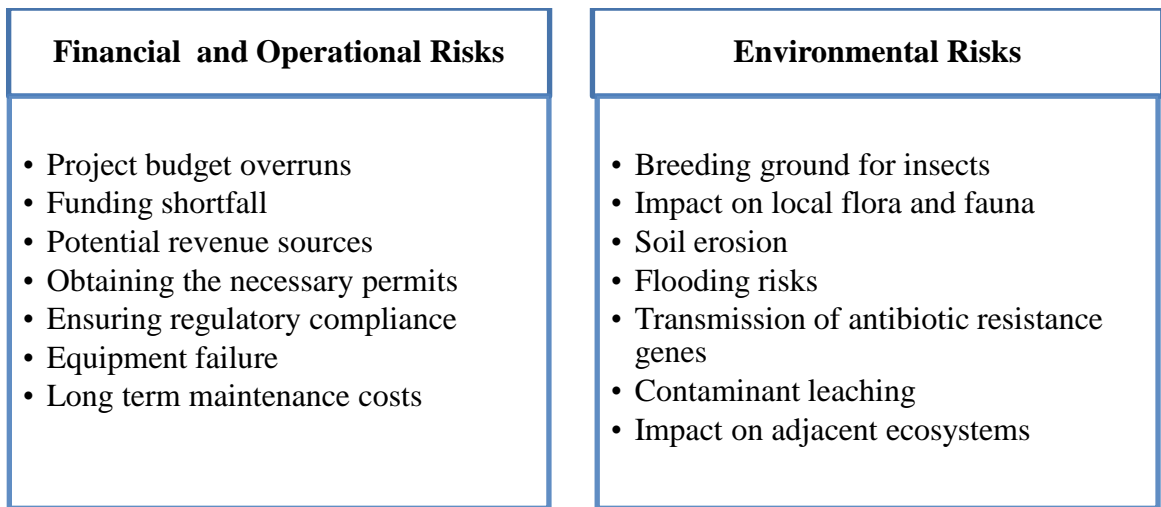 Financial and Operational Risks
• Project budget overruns
• Funding shortfall
• Potential revenue sources
• Obtaining the necessary permits
• Ensuring regulatory compliance
• Equipment failure
• Long term maintenance costs
Environmental Risks
• Breeding ground for insects
• Impact on local flora and fauna
• Soil erosion
• Flooding risks
• Transmission of antibiotic resistance
genes
• Contaminant leaching
• Impact on adjacent ecosystems